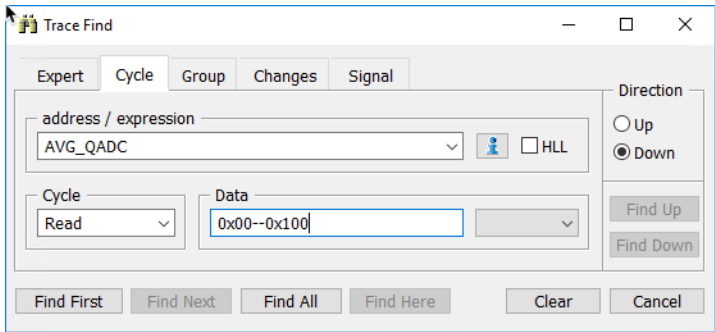 Trace Find
Expert Cycle Group Changes Signal
Direction
address / expression
AVG_QADC HLL
Up
Down
Cycle Data
Read 0x00--0x100
Find Up
Find Down
Find First Find Next Find All Find Here Clear Cancel